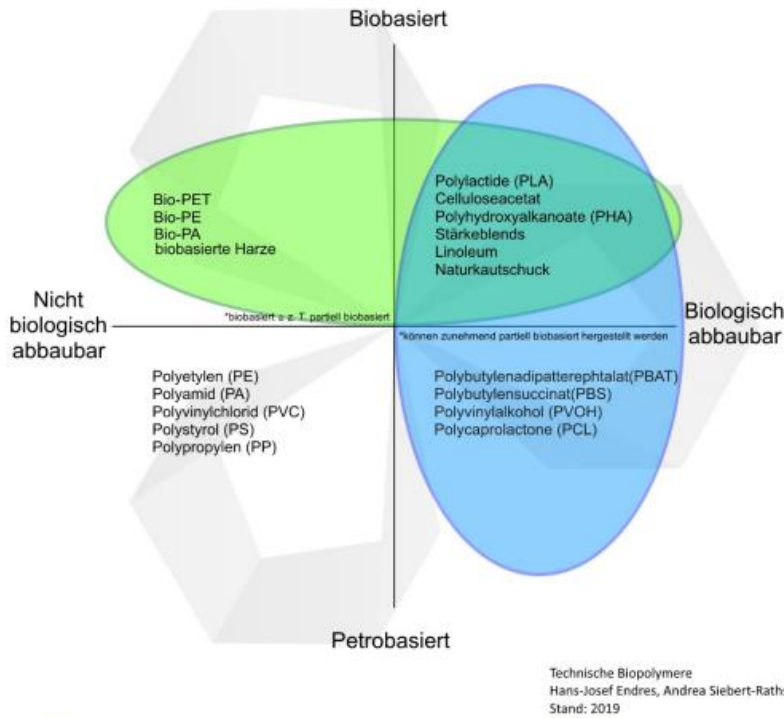 Biobasiert
Bio-PET
Bio-PE
Bio-PA
biobasierte Harze
Polylactide (PLA)
Celluloseacetat
Polyhydroxyalkanoate (PHA)
Stärkeblends
Linoleum
Naturkautschuck
Nicht
biologisch
abbaubar
*biobasiert o z. T. partiell biobasiert
Biologisch
abbaubar
*können zunehmend partiell biobasiert hergestellt werden
Polyetylen (PE)
Polyamid (PA)
Polyvinylchlorid (PVC)
Polystyrol (PS)
Polypropylen (PP)
Polybutylenadipatterephtalat(PBAT)
Polybutylensuccinat(PBS)
Polyvinylalkohol (PVOH)
Polycaprolactone (PCL)
Petrobasiert
Technische Biopolymere
Hans-Josef Endres, Andrea Siebert-Raths
Stand: 2019